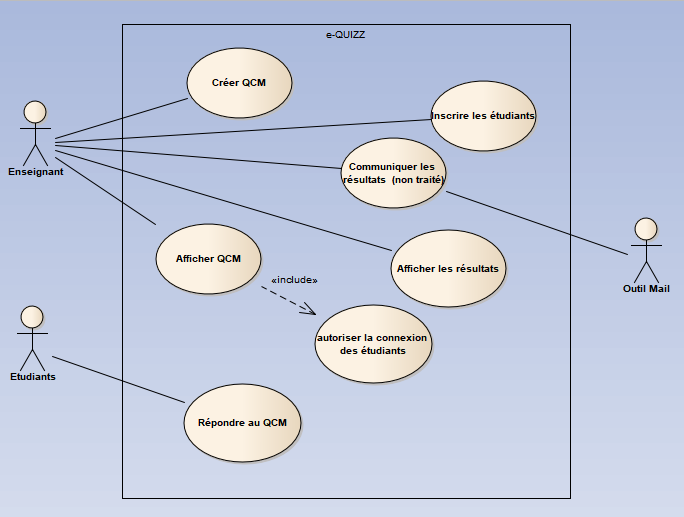 e-QUIZZ
Créer QCM
Inscrire les étudiants
Enseignant
Communiquer les
résultats (non traité)
Afficher QCM
Afficher les résultats
«include»
Outil Mail
autoriser la connexion
des étudiants
Etudiants
Répondre au QCM